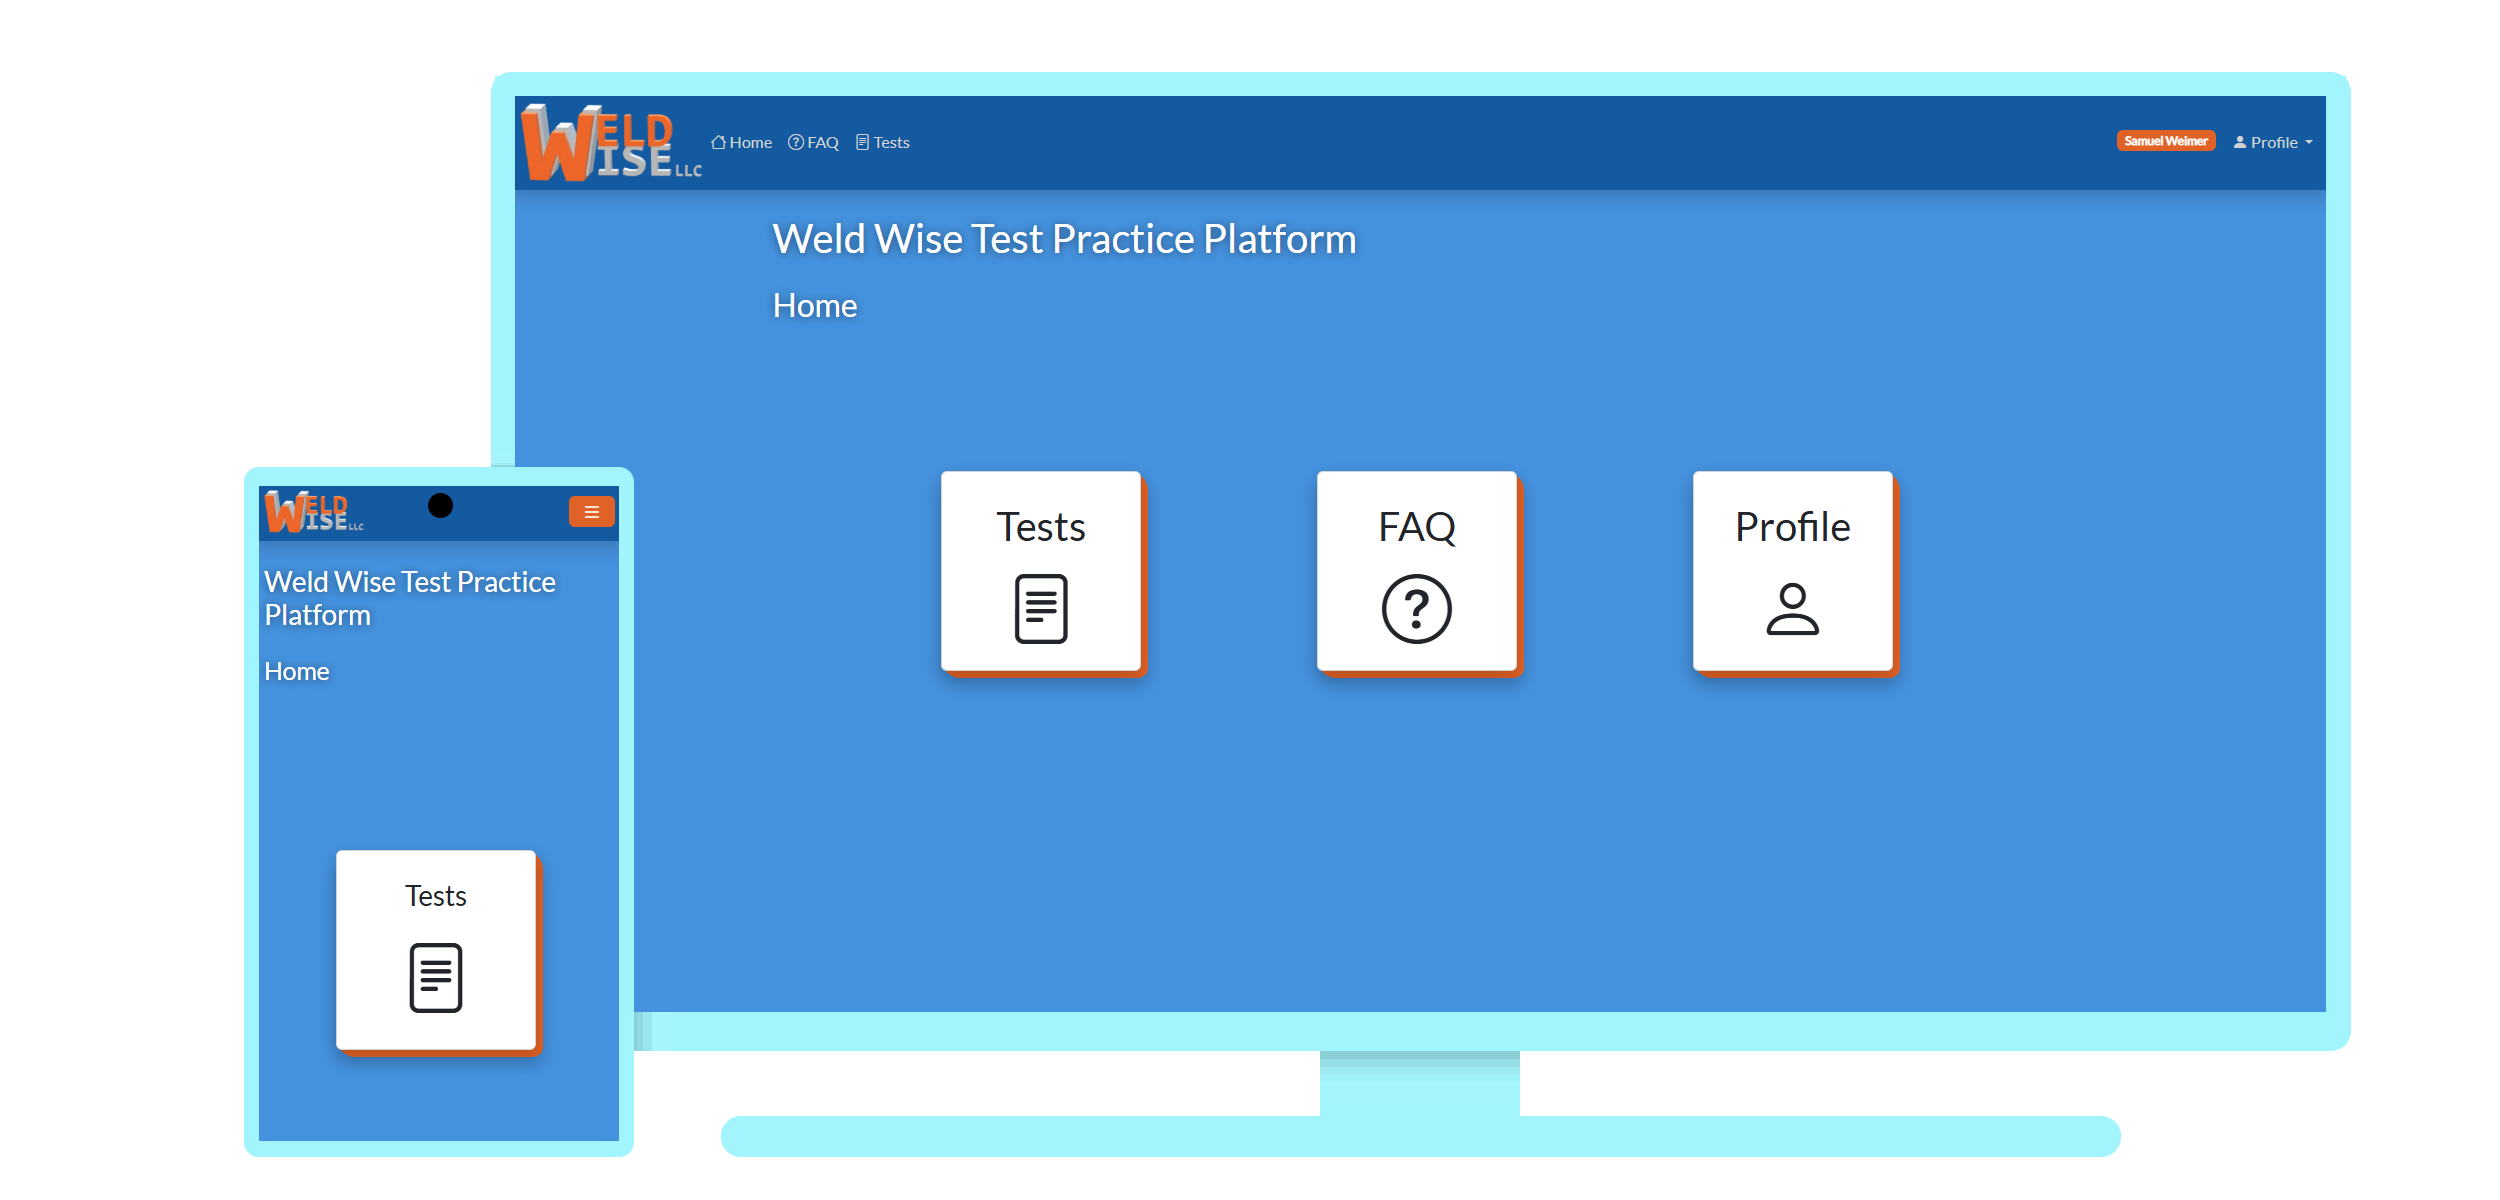 WELD
WISE LLC
Home FAQ Tests
Samuel Weimer Profile
Weld Wise Test Practice Platform
Home
Tests FAQ Profile
WELD
WISE LLC
Weld Wise Test Practice
Platform
Home
Tests